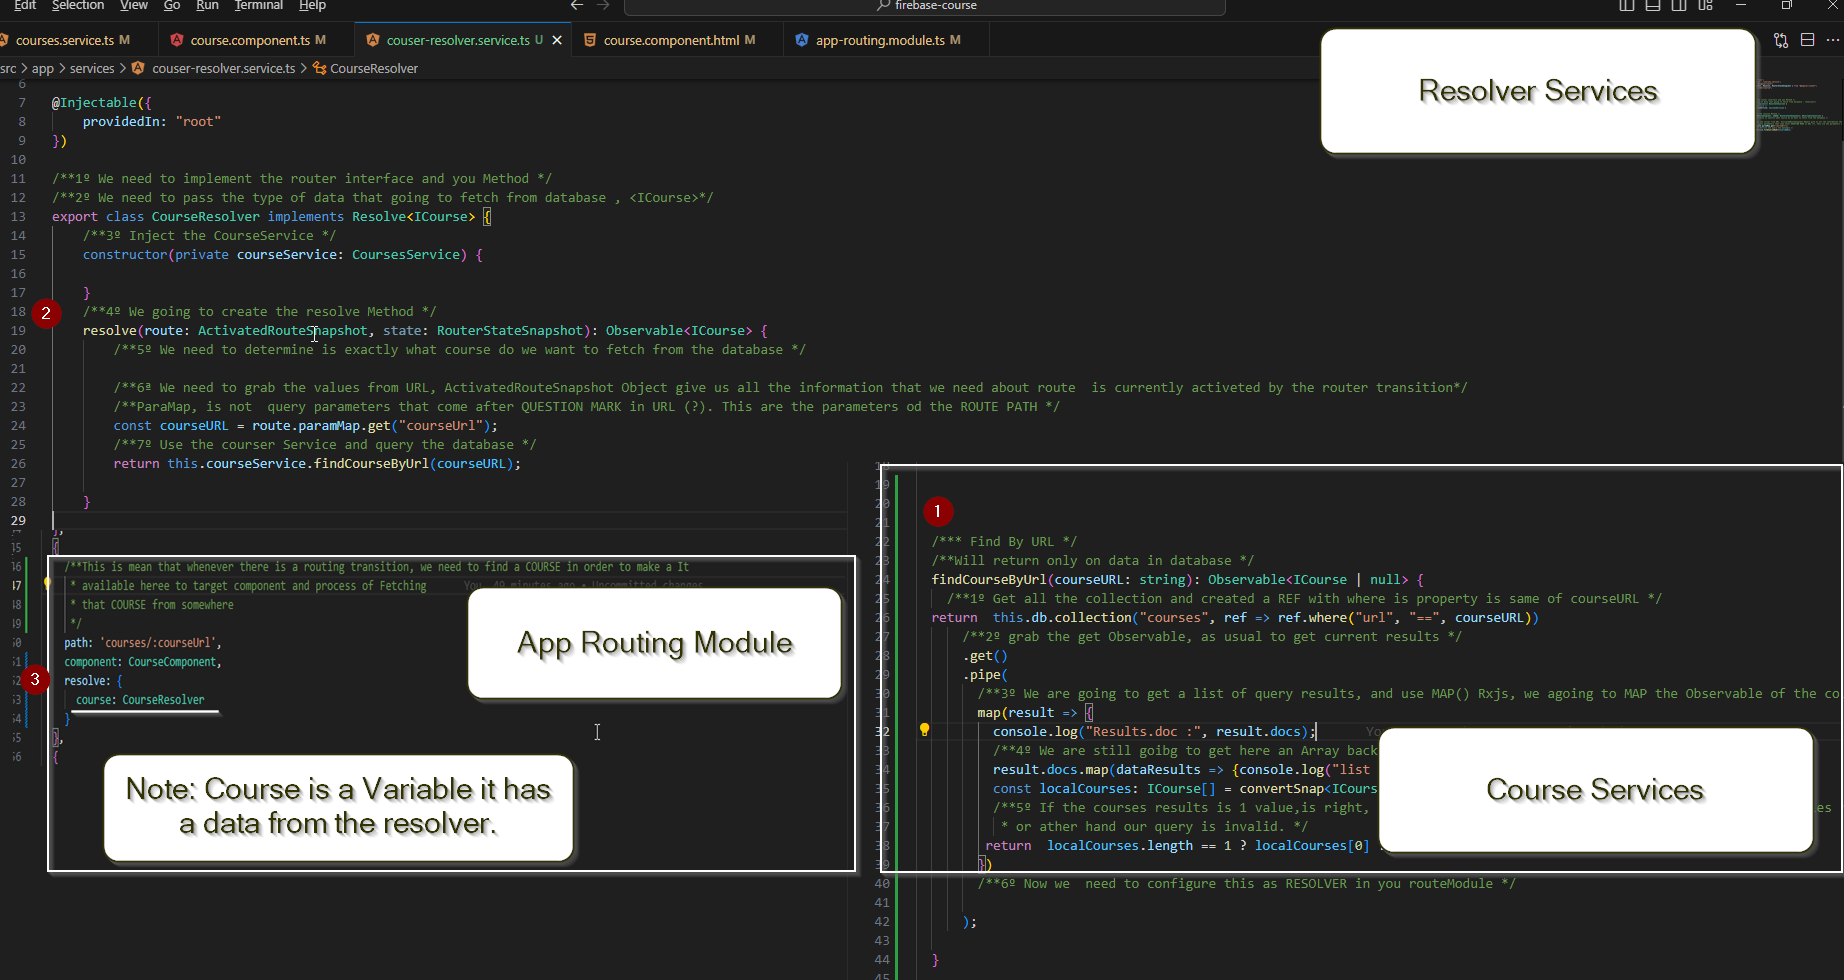 Edit Selection View Go Run Terminal Help
firebase-course
courses.service.ts M
course.component.ts M
couser-resolver.service.ts U
course.component.html M
app-routing.module.ts M
src > app > services > couser-resolver.service.ts > CourseResolver
Resolver Services
6
7 @Injectable({
8 providedIn: "root"
9 })
10
11 /**1º We need to implement the router interface and you Method */
12 /**2º We need to pass the type of data that going to fetch from database , <ICourse>*/
13 export class CourseResolver implements Resolve<ICourse> {
14 /**3º Inject the CourseService */
15 constructor(private courseService: CoursesService) {
16
17 }
18 /**4º We going to create the resolve Method */
2
19 resolve(route: ActivatedRouteSnapshot, state: RouterStateSnapshot): Observable<ICourse> {
20 /**5º We need to determine is exactly what course do we want to fetch from the database */
21
22 /**6ª We need to grab the values from URL, ActivatedRouteSnapshot Object give us all the information that we need about route  is currently activeted by the router transition*/
23 /**ParaMap, is not  query parameters that come after QUESTION MARK in URL (?). This are the parameters od the ROUTE PATH */
24 const courseURL = route.paramMap.get("courseUrl");
25 /**7º Use the courser Service and query the database */
26 return this.courseService.findCourseByUrl(courseURL);
27
28 }
29
},
45 {
46 /**This is mean that whenever there is a routing transition, we need to find a COURSE in order to make a It
47 * available heree to target component and process of Fetching You, 49 minutes ago • Uncommitted changes
48 * that COURSE from somewhere
49 */
50 path: 'courses/:courseUrl',
51 component: CourseComponent,
3
52 resolve: {
53 course: CourseResolver
54 }
55 },
56 {
App Routing Module
Note: Course is a Variable it has
a data from the resolver.
18
19
20
1
21
22 /*** Find By URL */
23 /**Will return only on data in database */
24 findCourseByUrl(courseURL: string): Observable<ICourse | null> {
25 /**1º Get all the collection and created a REF with where is property is same of courseURL */
26 return  this.db.collection("courses", ref => ref.where("url", "==", courseURL))
27 /**2º grab the get Observable, as usual to get current results */
28 .get()
29 .pipe(
30 /**3º We are going to get a list of query results, and use MAP() Rxjs, we agoing to MAP the Observable of the co
31 map(result => {
32 console.log("Results.doc :", result.docs); Yo
33 /**4º We are still goibg to get here an Array back
34 result.docs.map(dataResults => {console.log("list
35 const localCourses: ICourse[] = convertSnap<ICours
36 /**5º If the courses results is 1 value,is right, es
37 * or ather hand our query is invalid. */
38 return  localCourses.length == 1 ? localCourses[0] :
39 })
40 /**6º Now we  need to configure this as RESOLVER in you routeModule */
41
42 );
43
44 }
45
Course Services